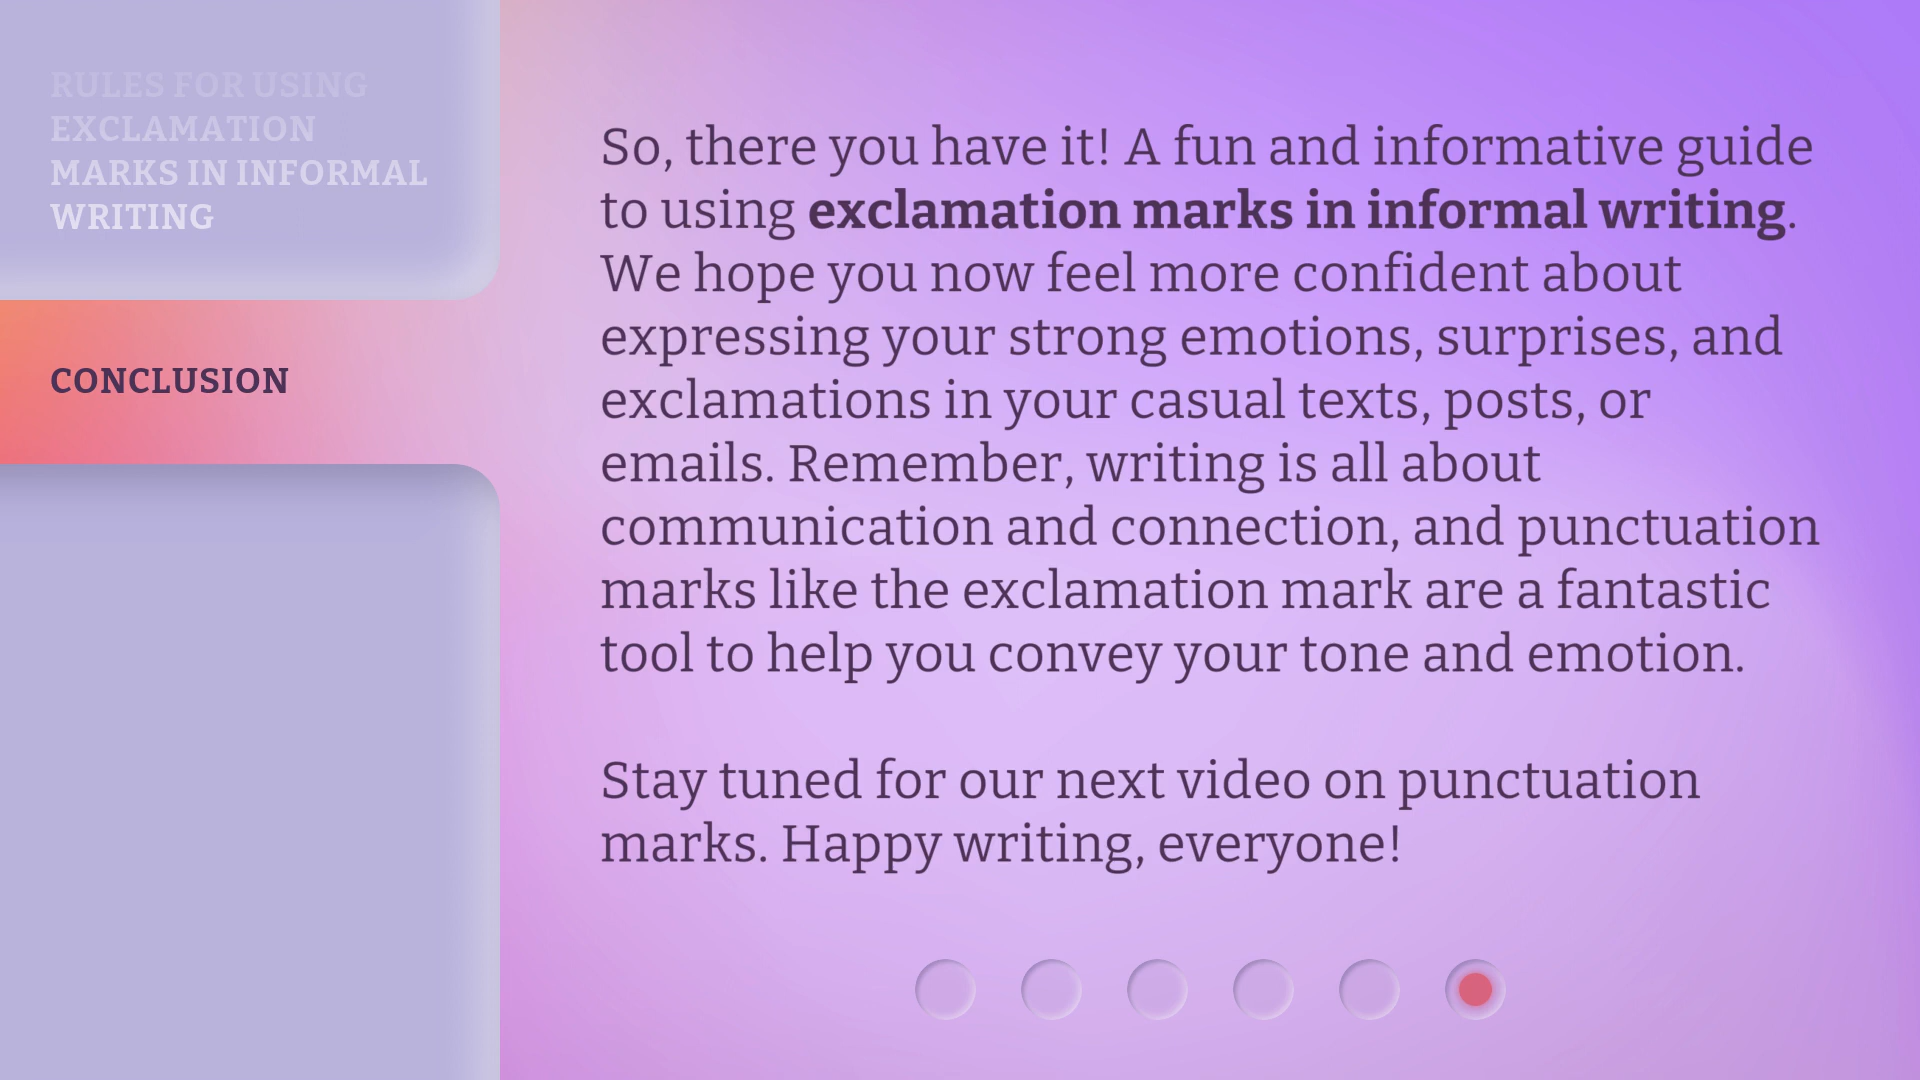 RULES FOR USING
EXCLAMATION
MARKS IN INFORMAL
WRITING
CONCLUSION
So, there you have it! A fun and informative guide
to using exclamation marks in informal writing.
We hope you now feel more confident about
expressing your strong emotions, surprises, and
exclamations in your casual texts, posts, or
emails. Remember, writing is all about
communication and connection, and punctuation
marks like the exclamation mark are a fantastic
tool to help you convey your tone and emotion.
Stay tuned for our next video on punctuation
marks. Happy writing, everyone!